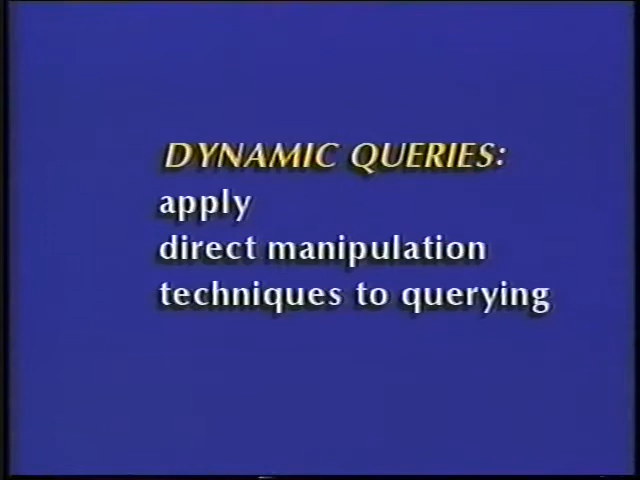 DYNAMIC QUERIES:
apply
direct manipulation
techniques to querying